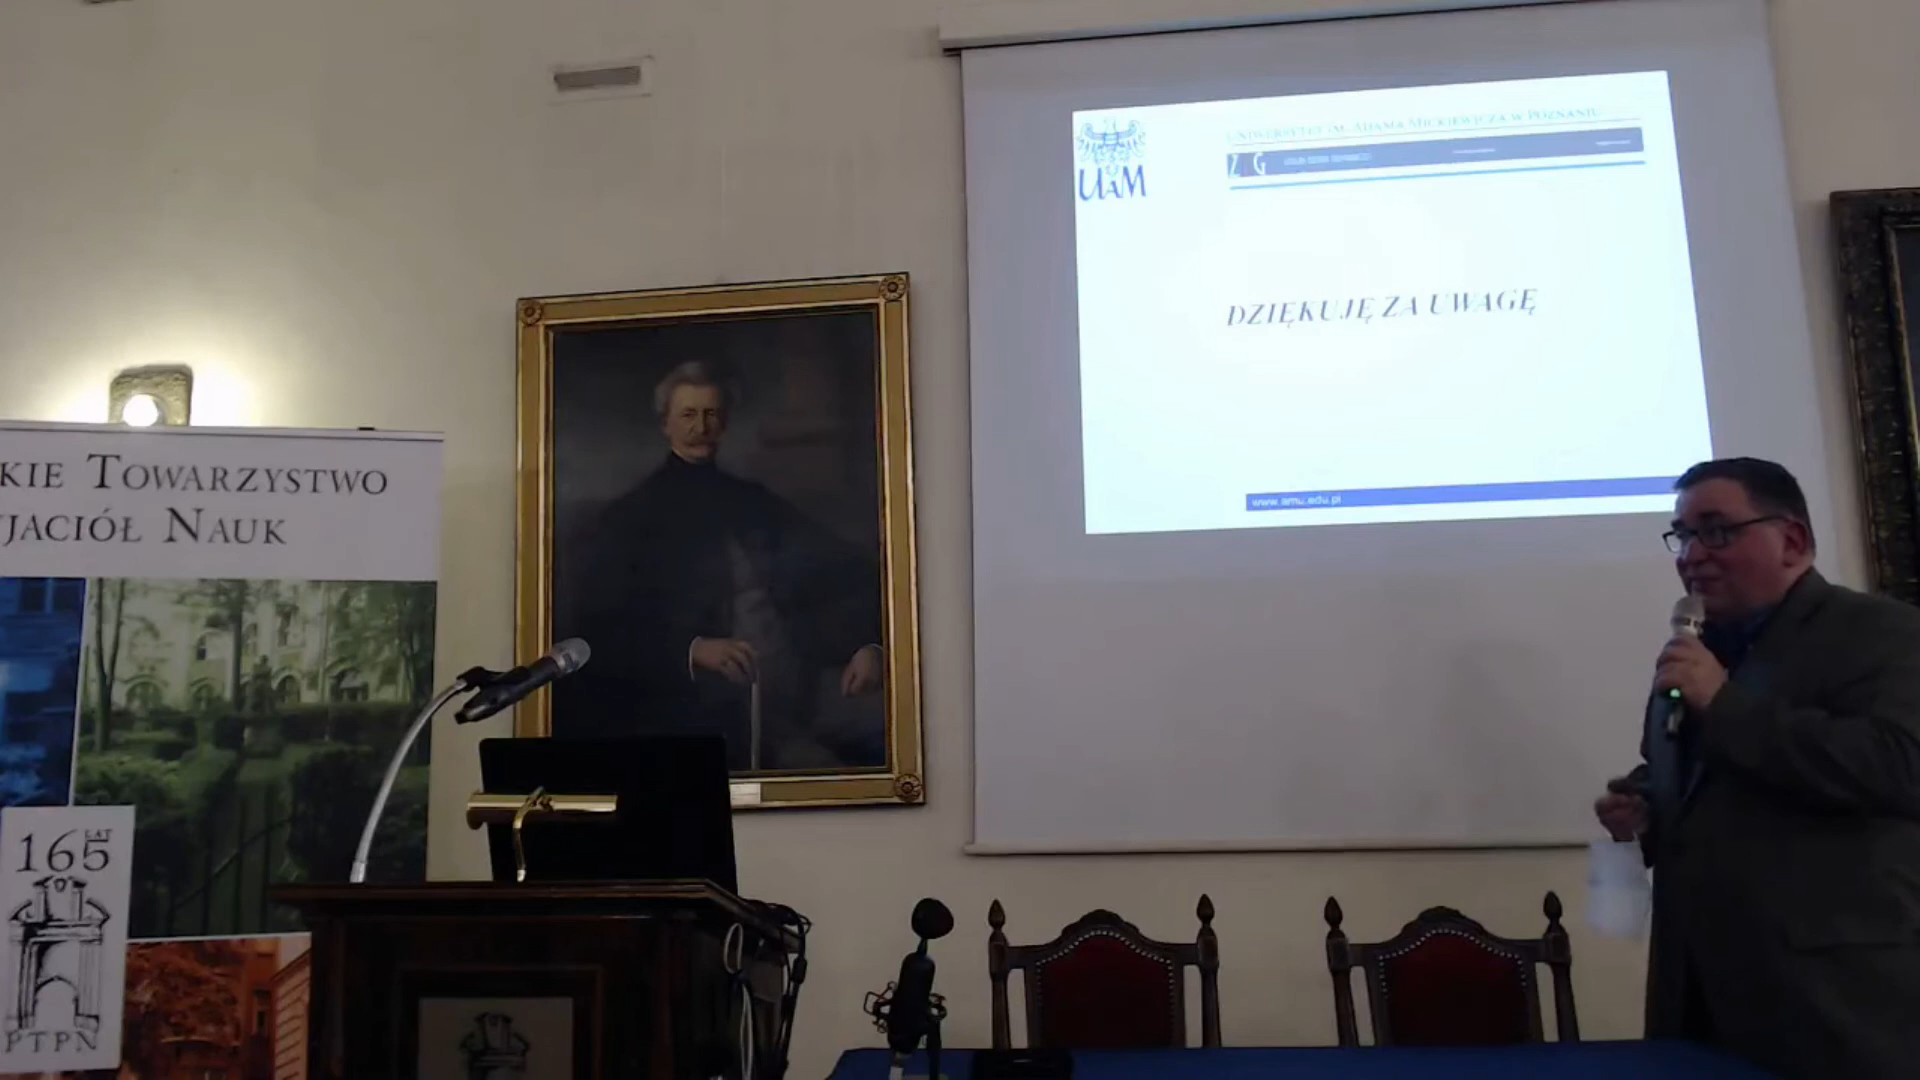 KIE TOWARZYSTWO
JACIÓŁ NAUK
165 LAT
PTPN
UAM
UNIWERSYTET IM. ADAMA MICKIEWICZA W POZNANIU
Z G
DZIĘKUJĘ ZA UWAGĘ
www.amu.edu.pl